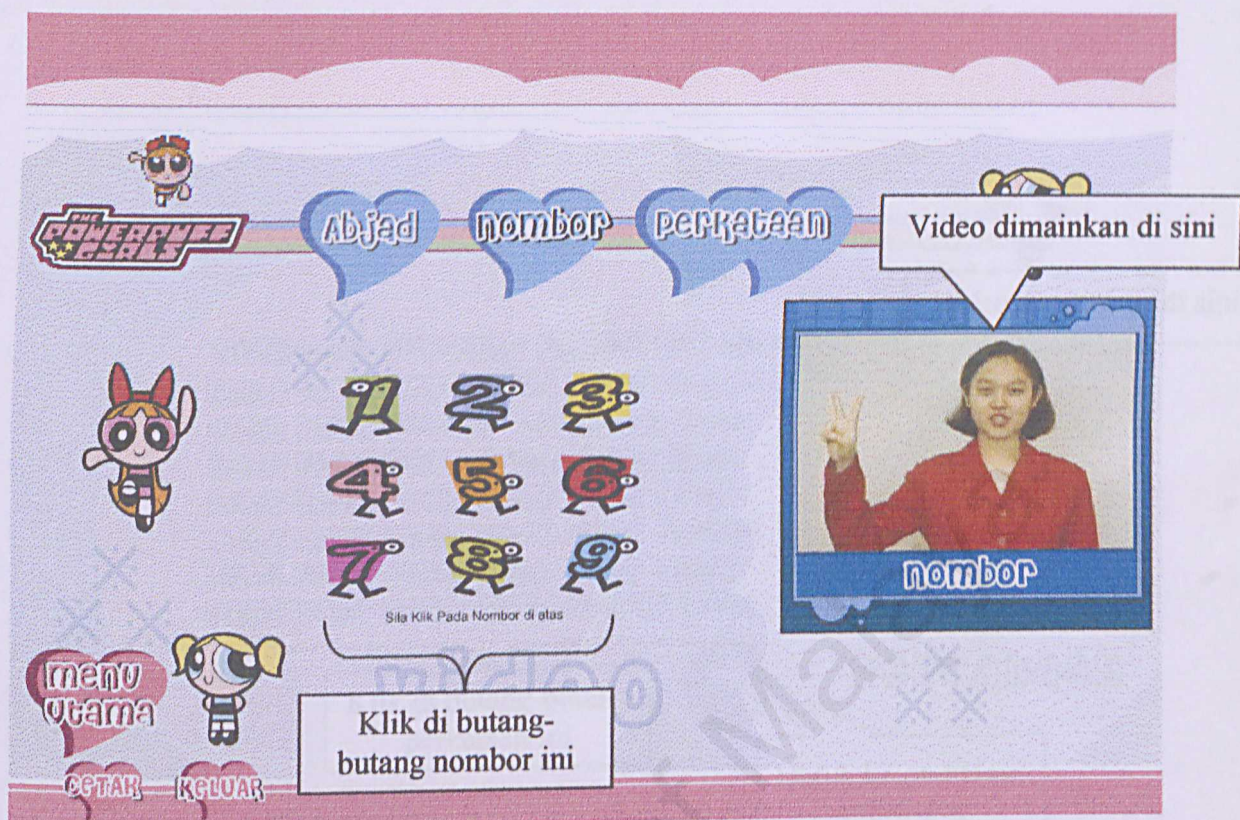 THE
POWERPUFF
GIRLS
Abjad
nombor
perkataan
Video dimainkan di sini
1 2 3
4 5 6
7 8 9
Sila Klik Pada Nombor di atas
nombor
video
menu
utama
Klik di butang-
butang nombor ini
CETAK
KELUAR